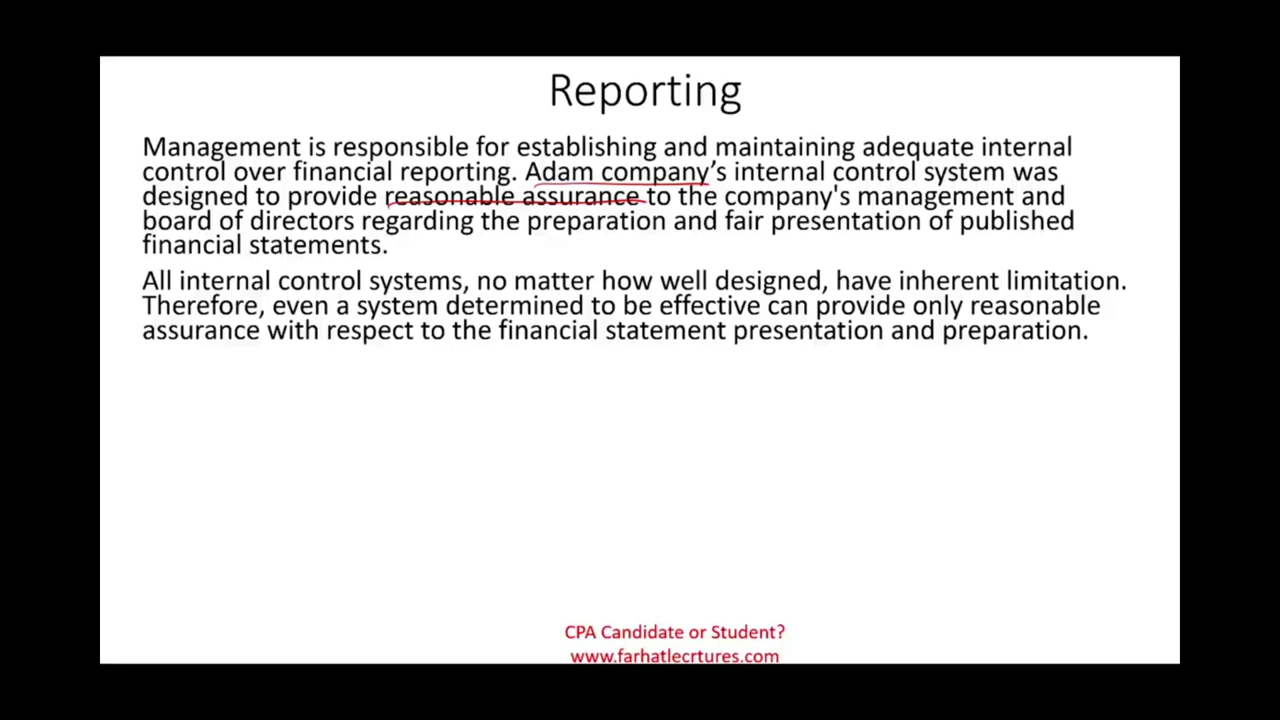 Reporting
Management is responsible for establishing and maintaining adequate internal
control over financial reporting. Adam company’s internal control system was
designed to provide reasonable assurance to the company's management and
board of directors regarding the preparation and fair presentation of published
financial statements.
All internal control systems, no matter how well designed, have inherent limitation.
Therefore, even a system determined to be effective can provide only reasonable
assurance with respect to the financial statement presentation and preparation.
CPA Candidate or Student?
www.farhatlecrtures.com